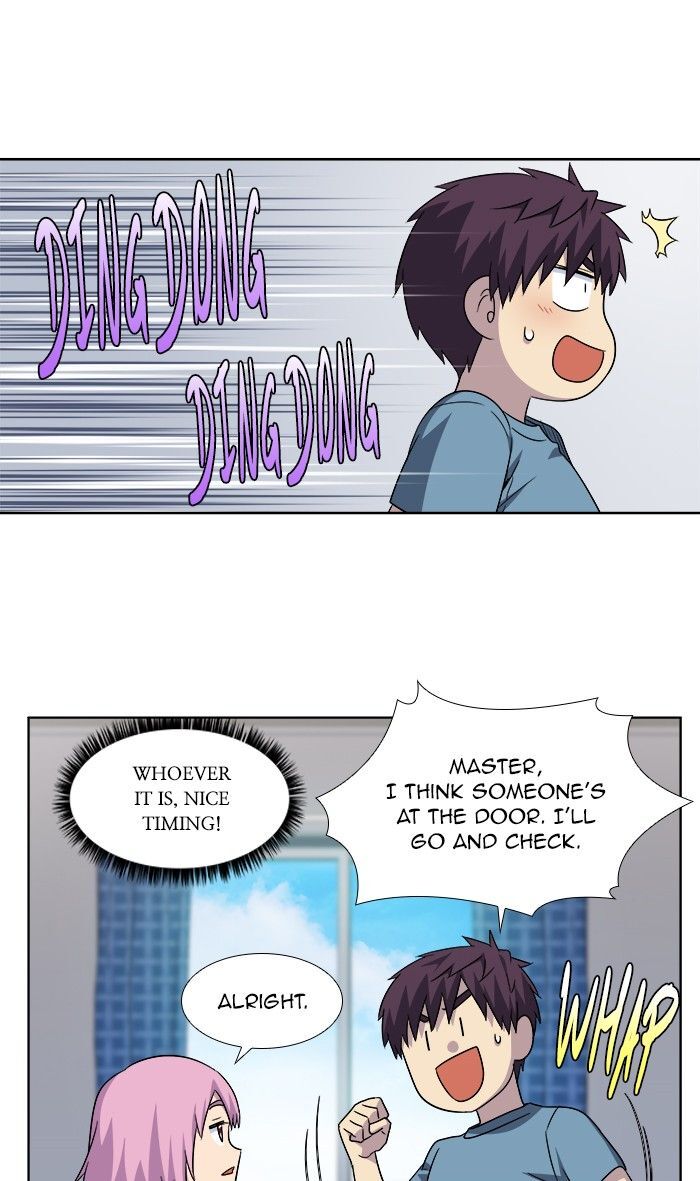 DING DONG
DING DONG
WHOEVER
IT IS, NICE
TIMING!
MASTER,
I THINK SOMEONE'S
AT THE DOOR. I'LL
GO AND CHECK.
ALRIGHT.
WHAP